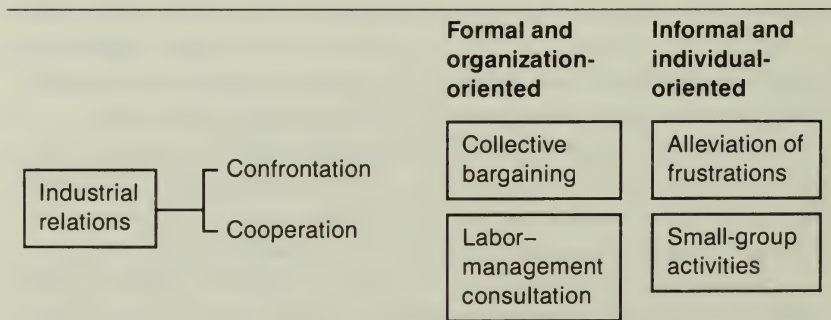 Formal and
organization-
oriented
Informal and
individual-
oriented
Industrial
relations
Confrontation
Cooperation
Collective
bargaining
Alleviation of
frustrations
Labor–
management
consultation
Small-group
activities